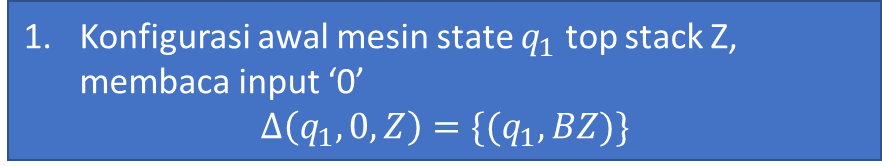 1. Konfigurasi awal mesin state q₁ top stack Z,
membaca input ‘0’
Δ(q₁, 0, Z) = {(q₁, BZ)}